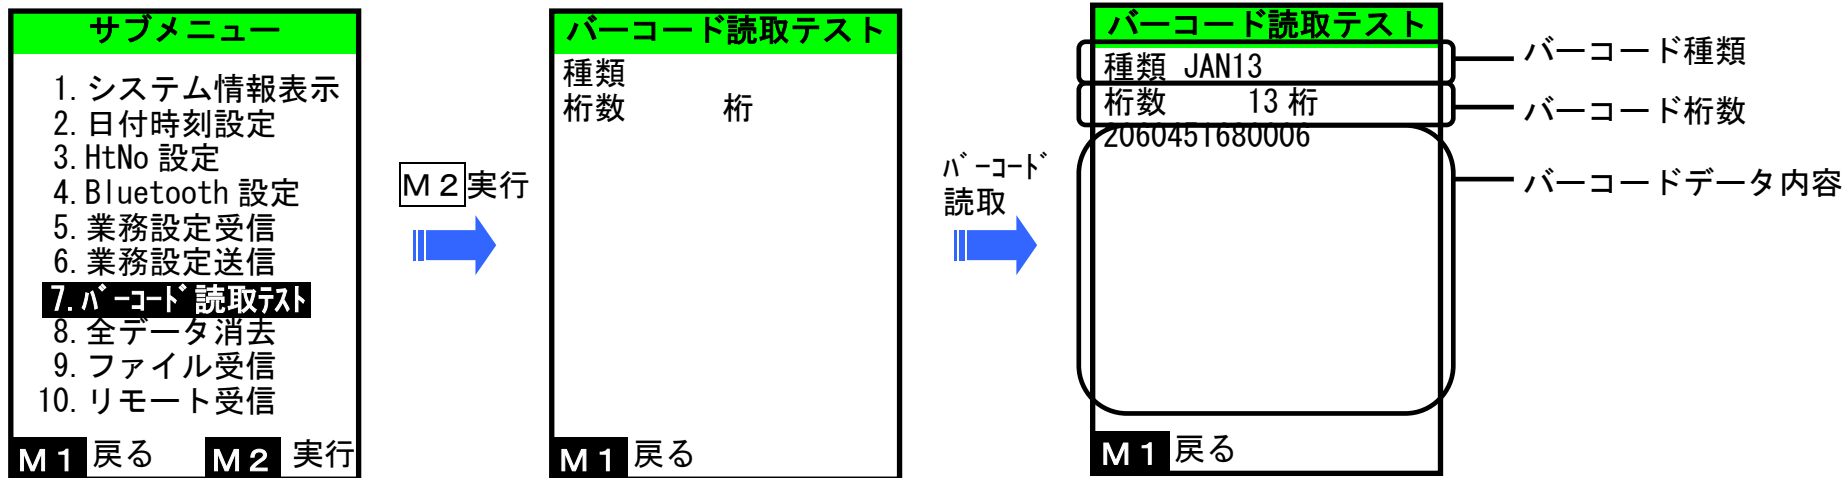 サブメニュー
1. システム情報表示
2. 日付時刻設定
3. HtNo 設定
4. Bluetooth 設定
5. 業務設定受信
6. 業務設定送信
7. ﾊﾞｰｺｰﾄﾞ読取ﾃｽﾄ
8. 全データ消去
9. ファイル受信
10. リモート受信
M1 戻る M2 実行
M2実行
バーコード読取テスト
種類
桁数 桁
M1 戻る
ﾊﾞｰｺｰﾄﾞ
読取
バーコード読取テスト
種類 JAN13
桁数 13 桁
2060451680006
M1 戻る
バーコード種類
バーコード桁数
バーコードデータ内容